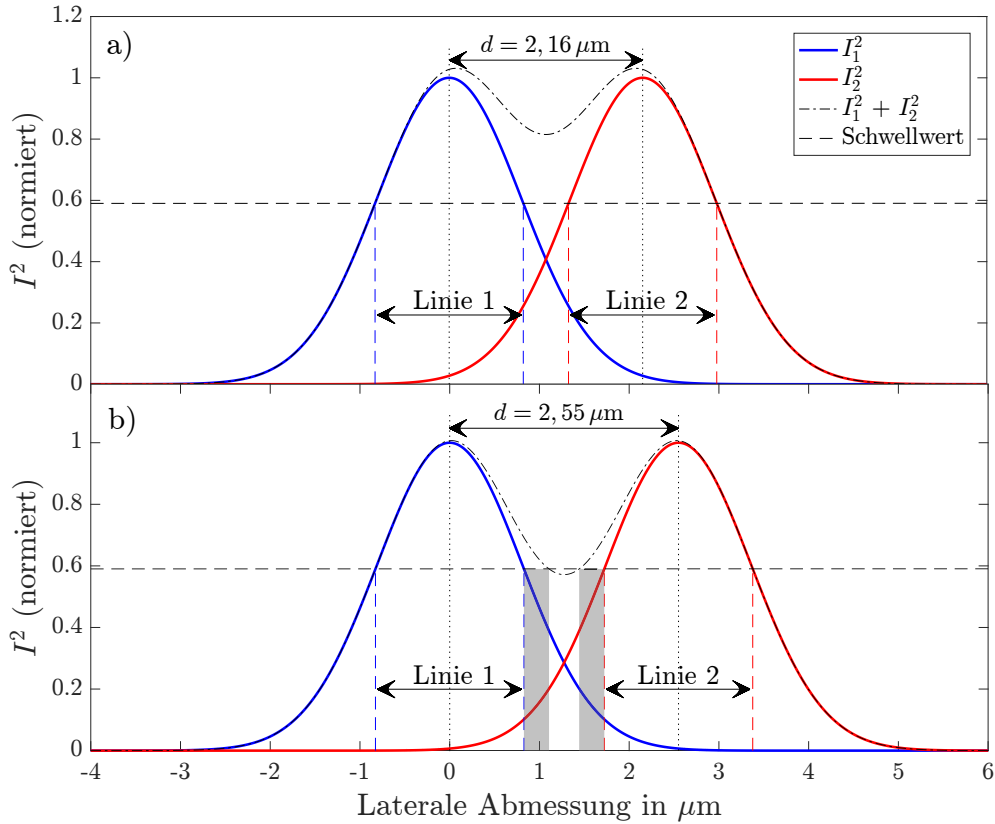 a)
d = 2, 16 μm
I₁²
I₂²
I₁² + I₂²
Schwellwert
1.2
1
0.8
0.6
0.4
0.2
0
I² (normiert)
Linie 1
Linie 2
b)
d = 2, 55 μm
1
0.8
0.6
0.4
0.2
0
I² (normiert)
Linie 1
Linie 2
-4 -3 -2 -1 0 1 2 3 4 5 6
Laterale Abmessung in μm